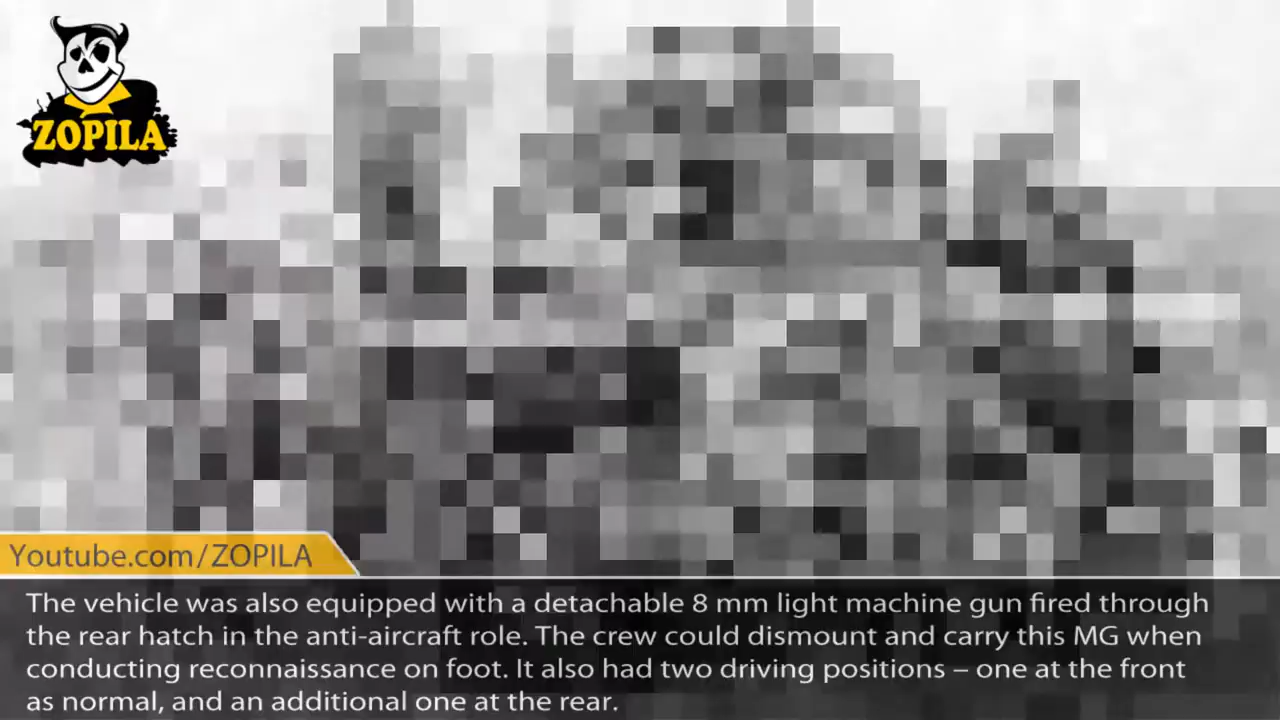 ZOPILA
Youtube.com/ZOPILA
The vehicle was also equipped with a detachable 8 mm light machine gun fired through
the rear hatch in the anti-aircraft role. The crew could dismount and carry this MG when
conducting reconnaissance on foot. It also had two driving positions – one at the front
as normal, and an additional one at the rear.